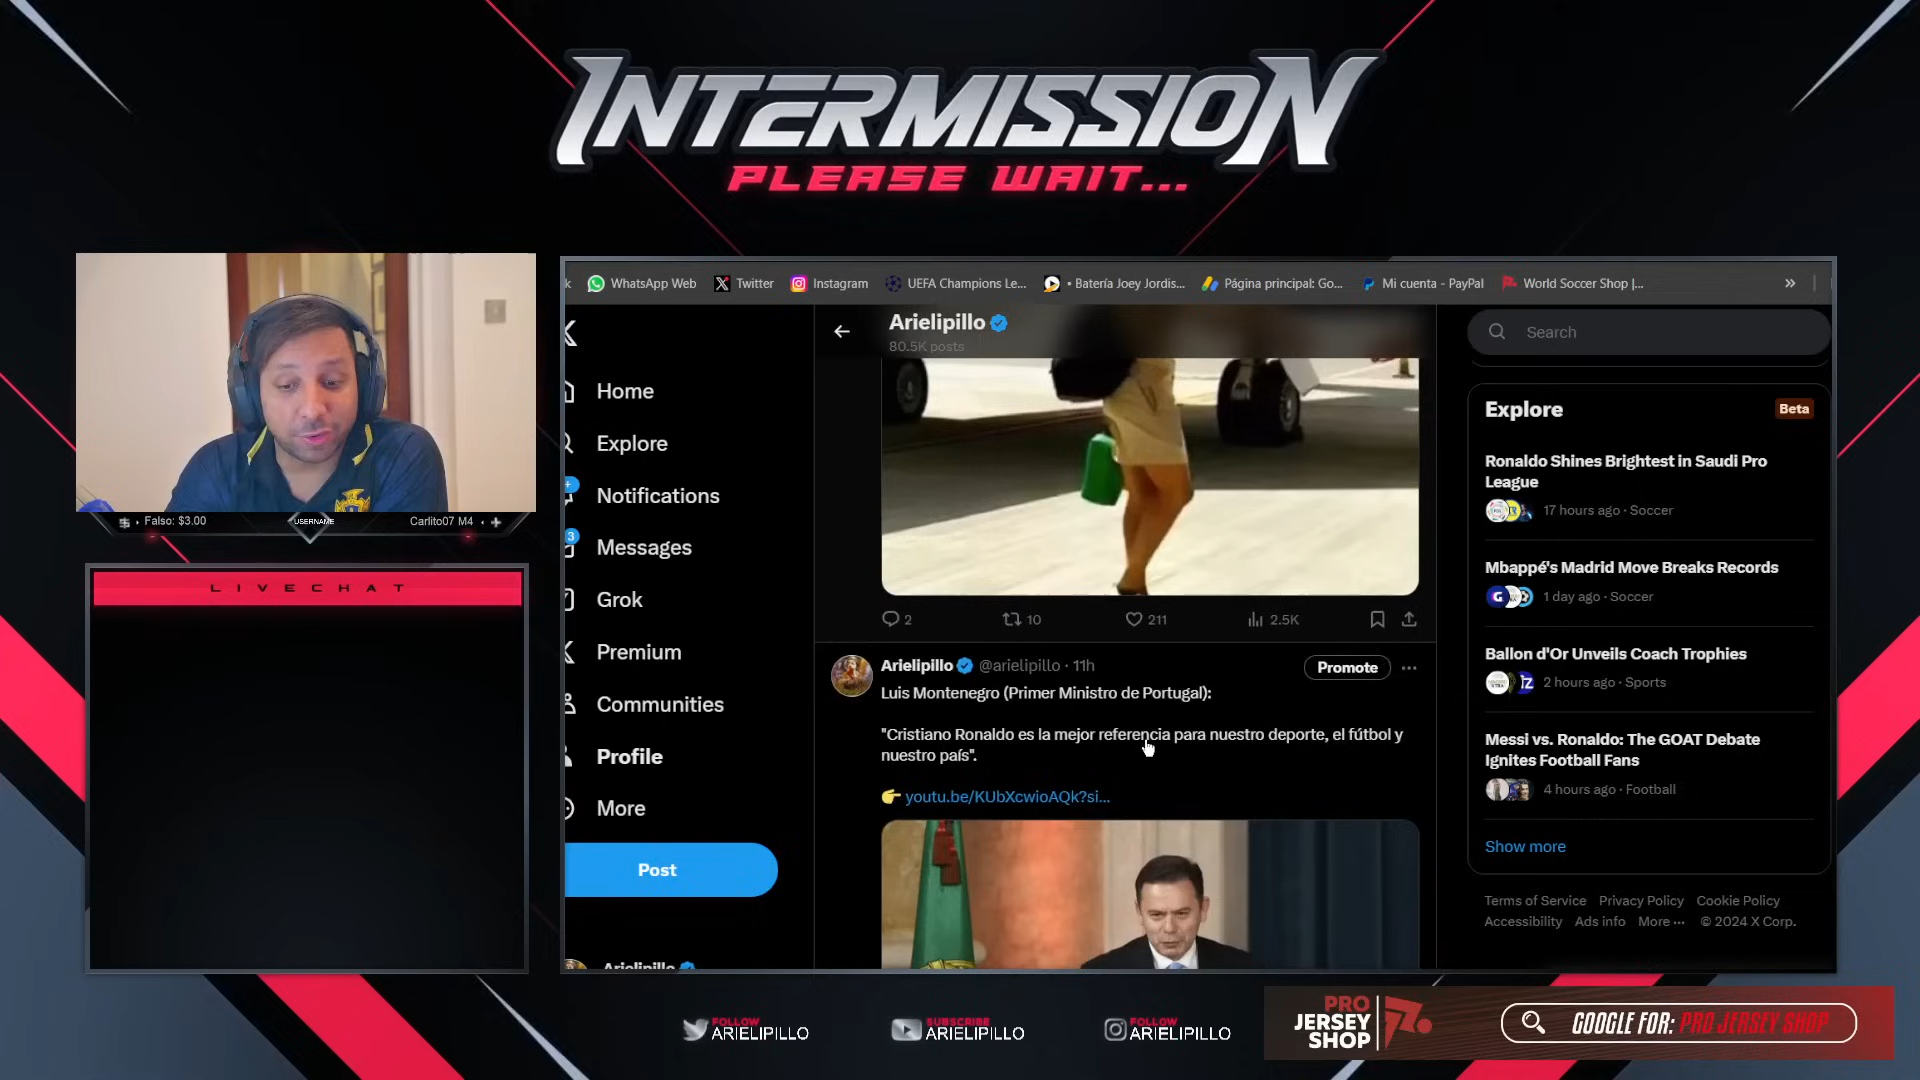 INTERMISSION
PLEASE WAIT...
WhatsApp Web
Twitter
Instagram
UEFA Champions Le...
• Batería Joey Jordis...
Página principal: Go...
Mi cuenta - PayPal
World Soccer Shop |...
»
Arielipillo
80.5K posts
Search
Home
Explore
Notifications
3
Messages
Grok
Premium
Communities
Profile
More
Post
Arielipillo
2
10
211
2.5K
Arielipillo @arielipillo · 11h
Promote
Luis Montenegro (Primer Ministro de Portugal):
"Cristiano Ronaldo es la mejor referencia para nuestro deporte, el fútbol y
nuestro país".
youtu.be/KUbXcwioAQk?si...
Explore
Beta
Ronaldo Shines Brightest in Saudi Pro
League
17 hours ago · Soccer
Mbappé's Madrid Move Breaks Records
1 day ago · Soccer
Ballon d'Or Unveils Coach Trophies
2 hours ago · Sports
Messi vs. Ronaldo: The GOAT Debate
Ignites Football Fans
4 hours ago · Football
Show more
Terms of Service Privacy Policy Cookie Policy
Accessibility Ads info More ··· © 2024 X Corp.
Falso: $3.00
USERNAME
Carlito07 M4
LIVECHAT
FOLLOW
ARIELIPILLO
SUBSCRIBE
ARIELIPILLO
FOLLOW
ARIELIPILLO
PRO
JERSEY
SHOP
GOOGLE FOR: PRO JERSEY SHOP